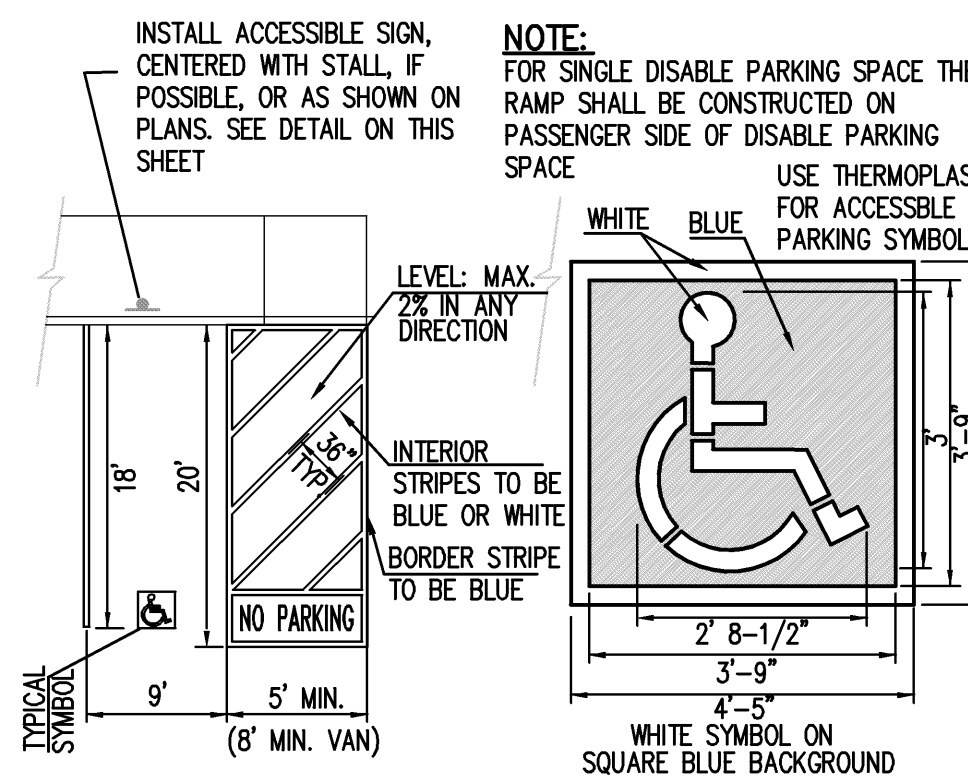 INSTALL ACCESSIBLE SIGN,
CENTERED WITH STALL, IF
POSSIBLE, OR AS SHOWN ON
PLANS. SEE DETAIL ON THIS
SHEET
NOTE:
FOR SINGLE DISABLE PARKING SPACE THE
RAMP SHALL BE CONSTRUCTED ON
PASSENGER SIDE OF DISABLE PARKING
SPACE
USE THERMOPLAS
FOR ACCESSBLE
PARKING SYMBOL
WHITE
BLUE
LEVEL: MAX.
2% IN ANY
DIRECTION
36"
TYP.
INTERIOR
STRIPES TO BE
BLUE OR WHITE
BORDER STRIPE
TO BE BLUE
18'
20'
NO PARKING
TYPICAL
SYMBOL
9'
5' MIN.
(8' MIN. VAN)
3'
3'-9"
2' 8-1/2"
3'-9"
4'-5"
WHITE SYMBOL ON
SQUARE BLUE BACKGROUND